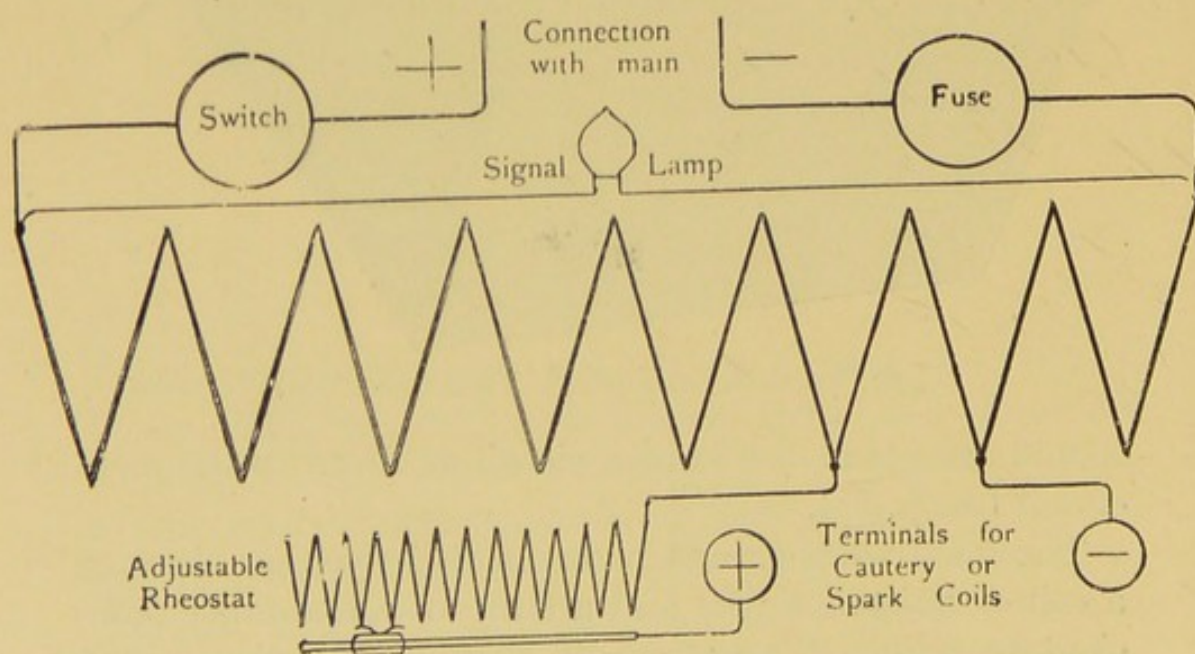 Connection
with main
+
−
Switch
Fuse
Signal Lamp
Adjustable
Rheostat
+
Terminals for
Cautery or
Spark Coils
−